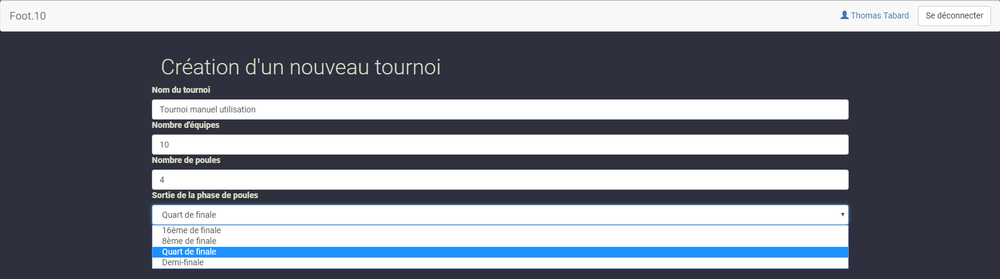 Foot.10
Thomas Tabard
Se déconnecter
Création d'un nouveau tournoi
Nom du tournoi
Tournoi manuel utilisation
Nombre d'équipes
10
Nombre de poules
4
Sortie de la phase de poules
Quart de finale
16ème de finale
8ème de finale
Quart de finale
Demi-finale